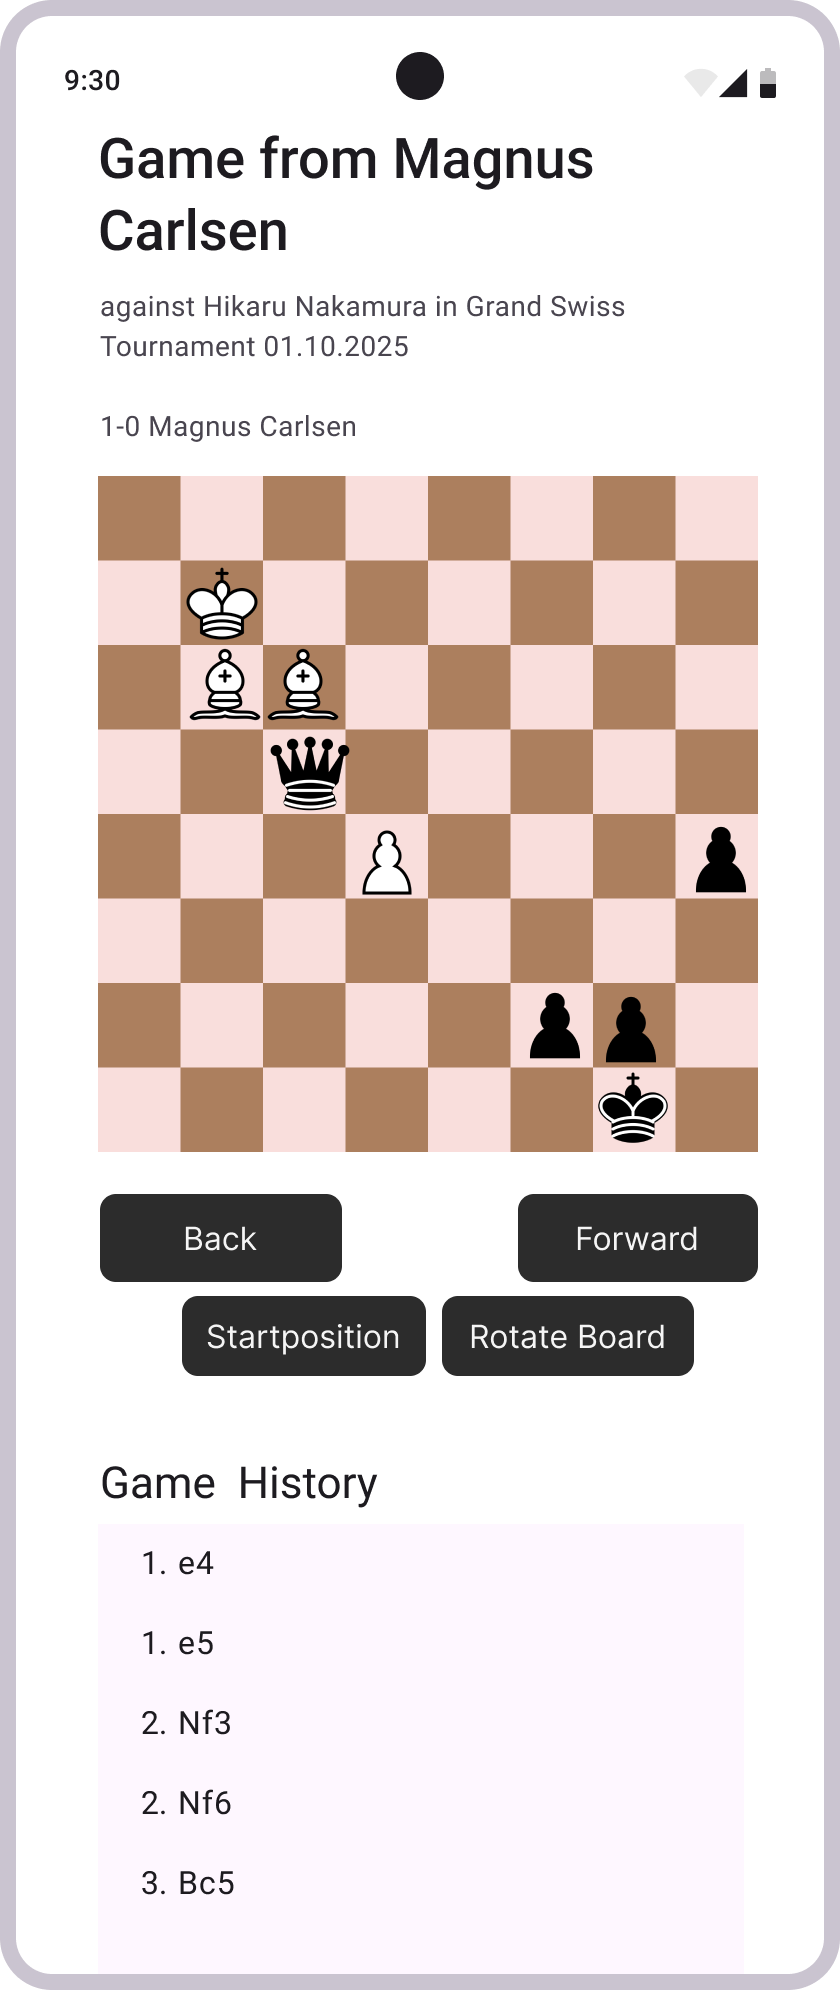 9:30
Game from Magnus
Carlsen
against Hikaru Nakamura in Grand Swiss
Tournament 01.10.2025
1-0 Magnus Carlsen
Back
Forward
Startposition
Rotate Board
Game History
1. e4
1. e5
2. Nf3
2. Nf6
3. Bc5